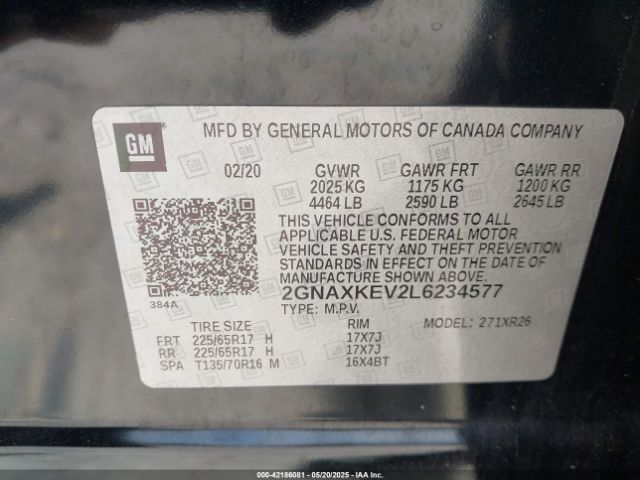 GM
MFD BY GENERAL MOTORS OF CANADA COMPANY
02/20 GVWR GAWR FRT GAWR RR
2025 KG 1175 KG 1200 KG
4464 LB 2590 LB 2645 LB
THIS VEHICLE CONFORMS TO ALL
APPLICABLE U.S. FEDERAL MOTOR
VEHICLE SAFETY AND THEFT PREVENTION
STANDARDS IN EFFECT ON THE DATE OF
MANUFACTURE SHOWN ABOVE.
2GNAXKEV2L6234577
384A TYPE: M.P.V.
MODEL: 271XR26
TIRE SIZE RIM
FRT 225/65R17 H 17X7J
RR 225/65R17 H 17X7J
SPA T135/70R16 M 16X4BT
000-42186081 - 05/20/2025 - IAA, Inc.